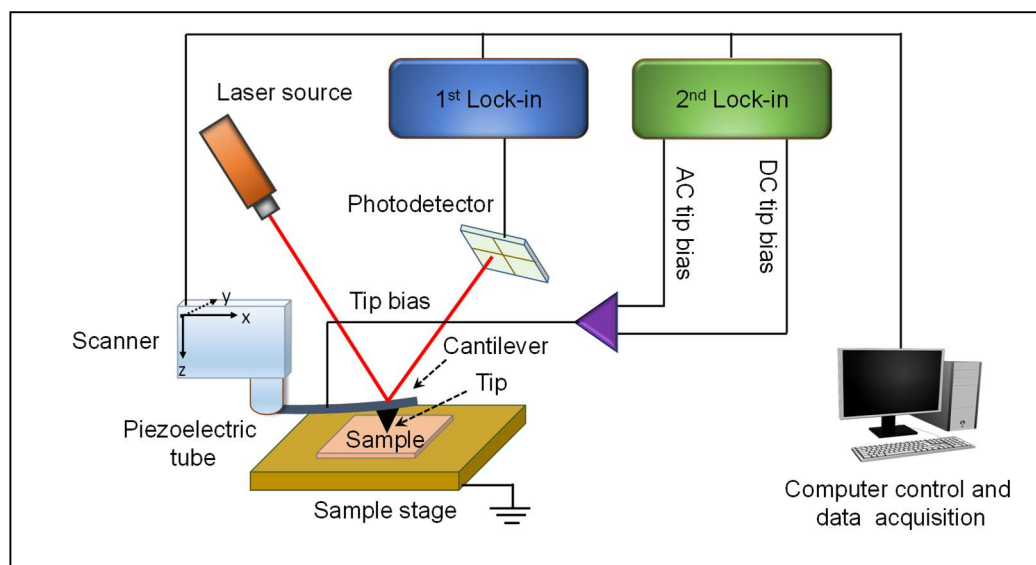 Laser source
1st Lock-in
2nd Lock-in
AC tip bias
DC tip bias
Photodetector
Tip bias
y
x
z
Scanner
Cantilever
Tip
Sample
Piezoelectric
tube
Sample stage
Computer control and
data acquisition